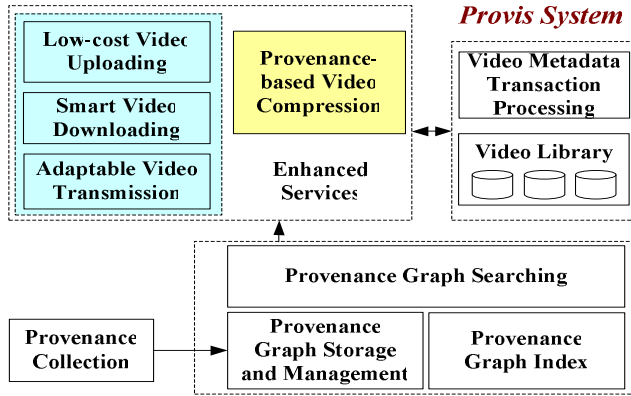 Provis System
Low-cost Video
Uploading
Smart Video
Downloading
Adaptable Video
Transmission
Provenance-
based Video
Compression
Enhanced
Services
Video Metadata
Transaction
Processing
Video Library
Provenance Graph Searching
Provenance
Collection
Provenance
Graph Storage
and Management
Provenance
Graph Index